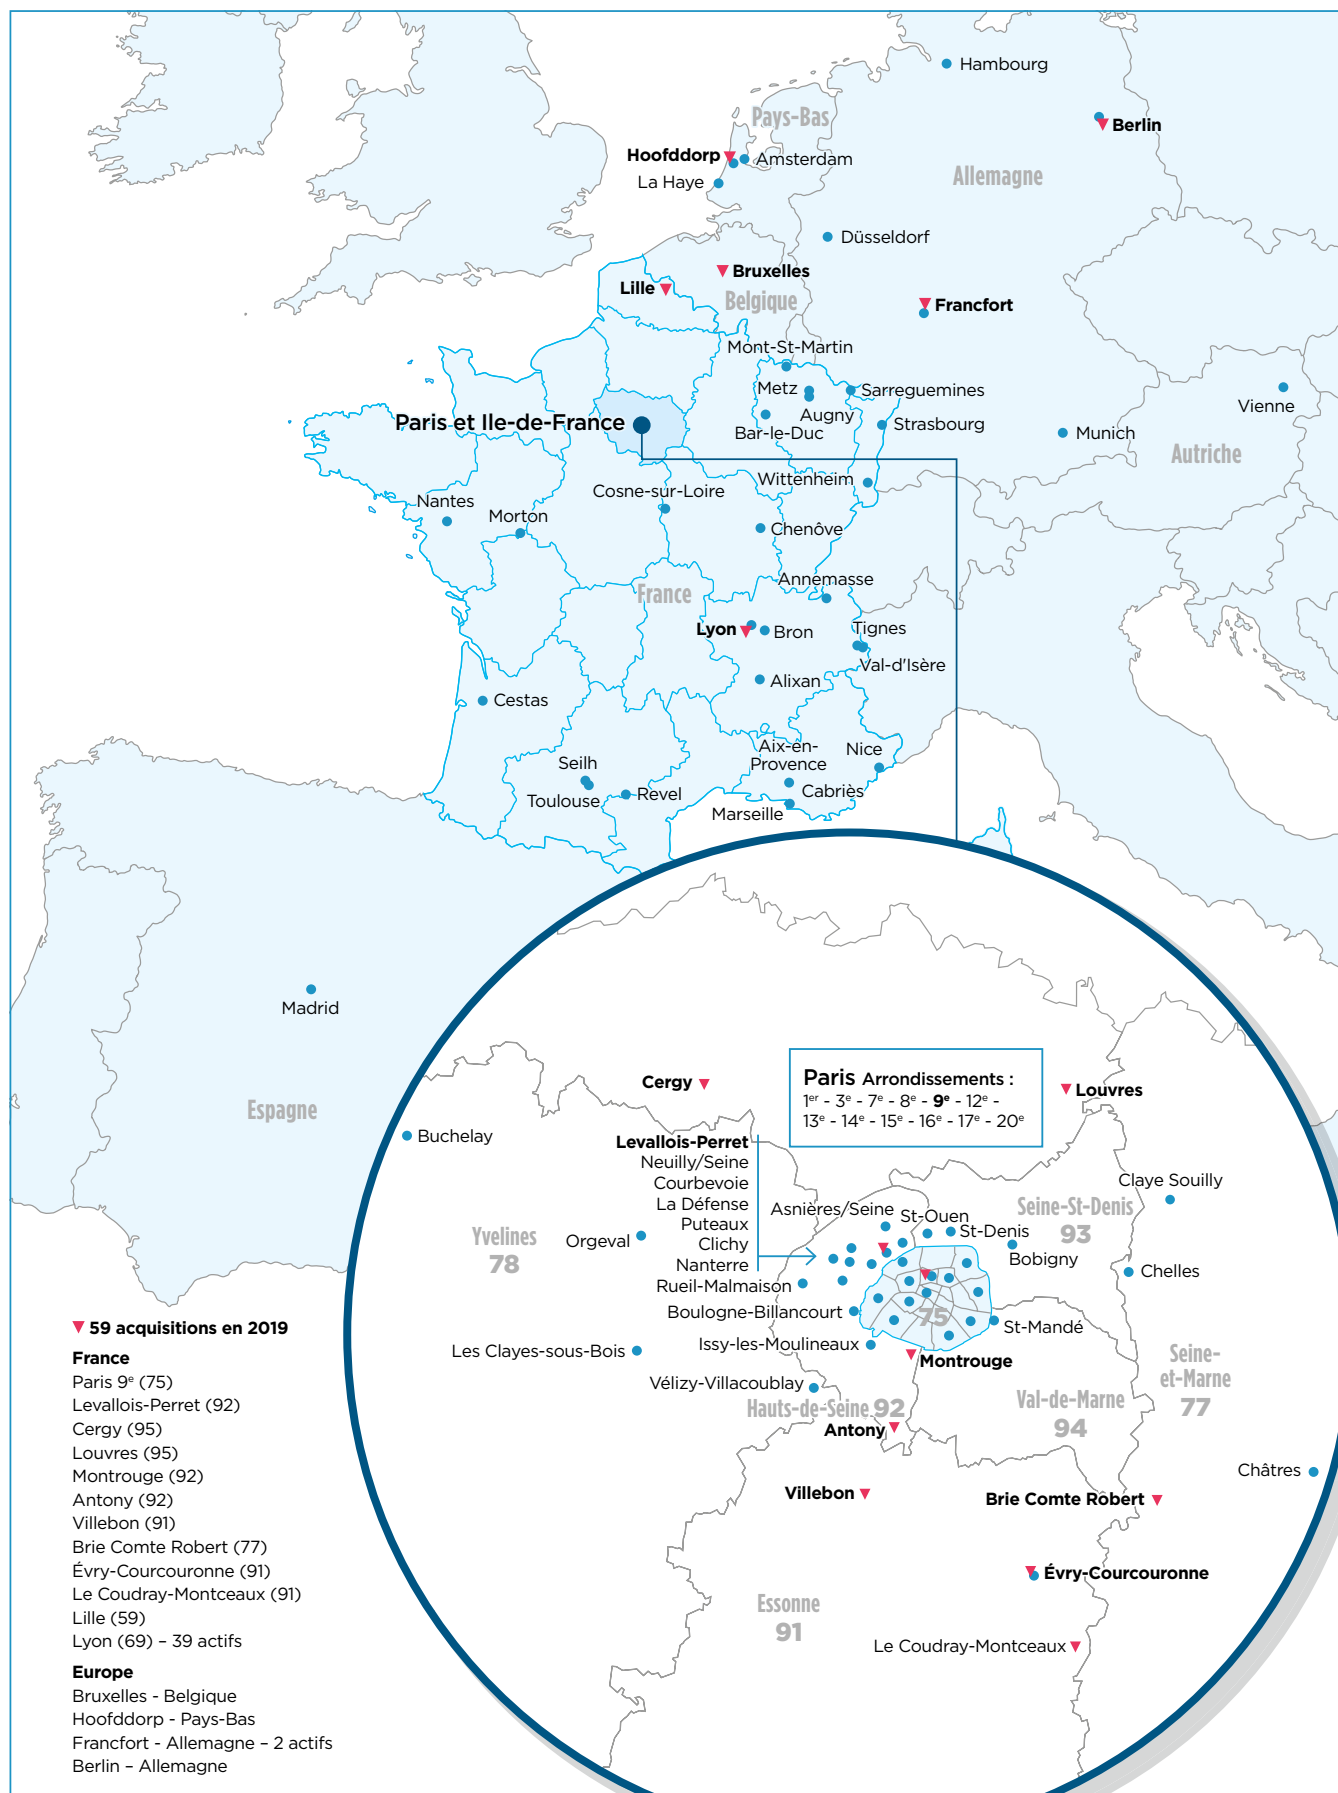 Hambourg
Pays-Bas
Berlin
Hoofddorp
Amsterdam
La Haye
Allemagne
Düsseldorf
Bruxelles
Lille
Belgique
Francfort
Mont-St-Martin
Metz
Sarreguemines
Augny
Vienne
Paris et Ile-de-France
Bar-le-Duc
Strasbourg
Munich
Autriche
Wittenheim
Cosne-sur-Loire
Nantes
Morton
Chenôve
Annemasse
France
Lyon
Bron
Tignes
Val-d'Isère
Alixan
Cestas
Aix-en-
Provence
Nice
Seilh
Cabriès
Toulouse
Revel
Marseille
Madrid
Espagne
Cergy
Paris Arrondissements :
1er - 3e - 7e - 8e - 9e - 12e -
13e - 14e - 15e - 16e - 17e - 20e
Louvres
Buchelay
Levallois-Perret
Neuilly/Seine
Courbevoie
La Défense
Puteaux
Clichy
Nanterre
Claye Souilly
Asnières/Seine
St-Ouen
St-Denis
Seine-St-Denis
93
Yvelines
78
Orgeval
Bobigny
Chelles
Rueil-Malmaison
Boulogne-Billancourt
75
St-Mandé
Issy-les-Moulineaux
Les Clayes-sous-Bois
Montrouge
Seine-
et-Marne
77
Vélizy-Villacoublay
Hauts-de-Seine 92
Val-de-Marne
94
Antony
Châtres
Villebon
Brie Comte Robert
Évry-Courcouronne
Essonne
91
Le Coudray-Montceaux
59 acquisitions en 2019
France
Paris 9e (75)
Levallois-Perret (92)
Cergy (95)
Louvres (95)
Montrouge (92)
Antony (92)
Villebon (91)
Brie Comte Robert (77)
Évry-Courcouronne (91)
Le Coudray-Montceaux (91)
Lille (59)
Lyon (69) – 39 actifs
Europe
Bruxelles - Belgique
Hoofddorp - Pays-Bas
Francfort - Allemagne – 2 actifs
Berlin – Allemagne